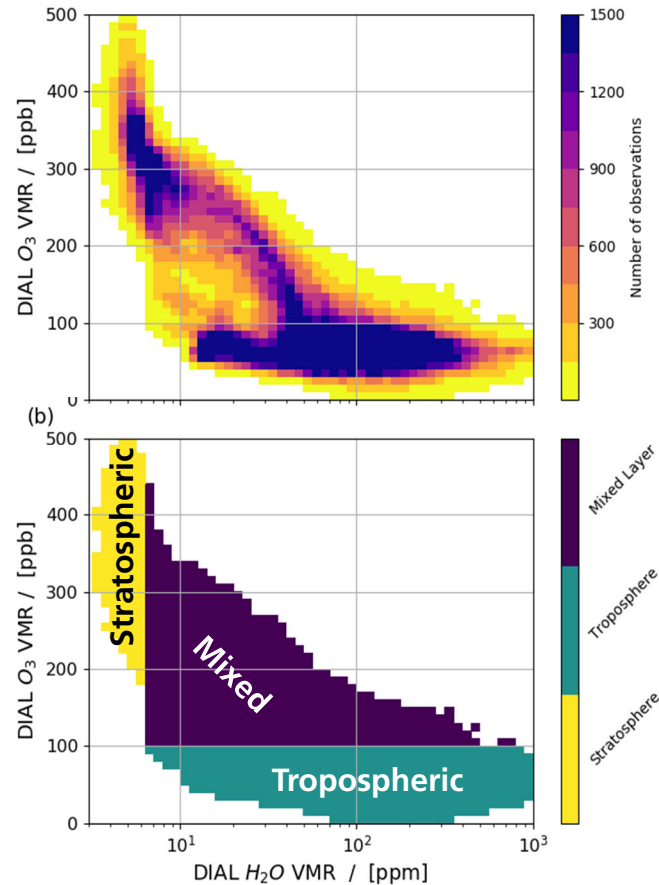 500
400
300
200
100
0
DIAL O₃ VMR / [ppb]
1500
1200
900
600
300
Number of observations
(b)
500
400
300
200
100
0
DIAL O₃ VMR / [ppb]
Stratospheric
Mixed
Tropospheric
10¹
10²
10³
DIAL H₂O VMR / [ppm]
Mixed Layer
Troposphere
Stratosphere